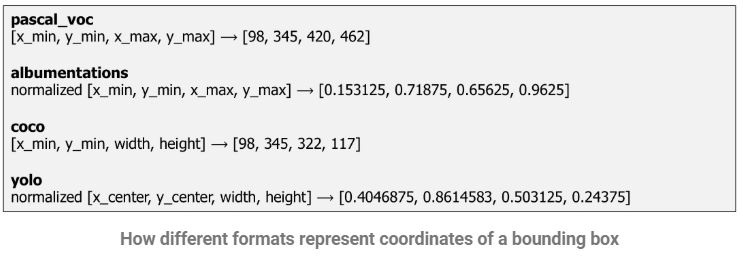 pascal_voc
[x_min, y_min, x_max, y_max] ⟶ [98, 345, 420, 462]
albumentations
normalized [x_min, y_min, x_max, y_max] ⟶ [0.153125, 0.71875, 0.65625, 0.9625]
coco
[x_min, y_min, width, height] ⟶ [98, 345, 322, 117]
yolo
normalized [x_center, y_center, width, height] ⟶ [0.4046875, 0.8614583, 0.503125, 0.24375]
How different formats represent coordinates of a bounding box